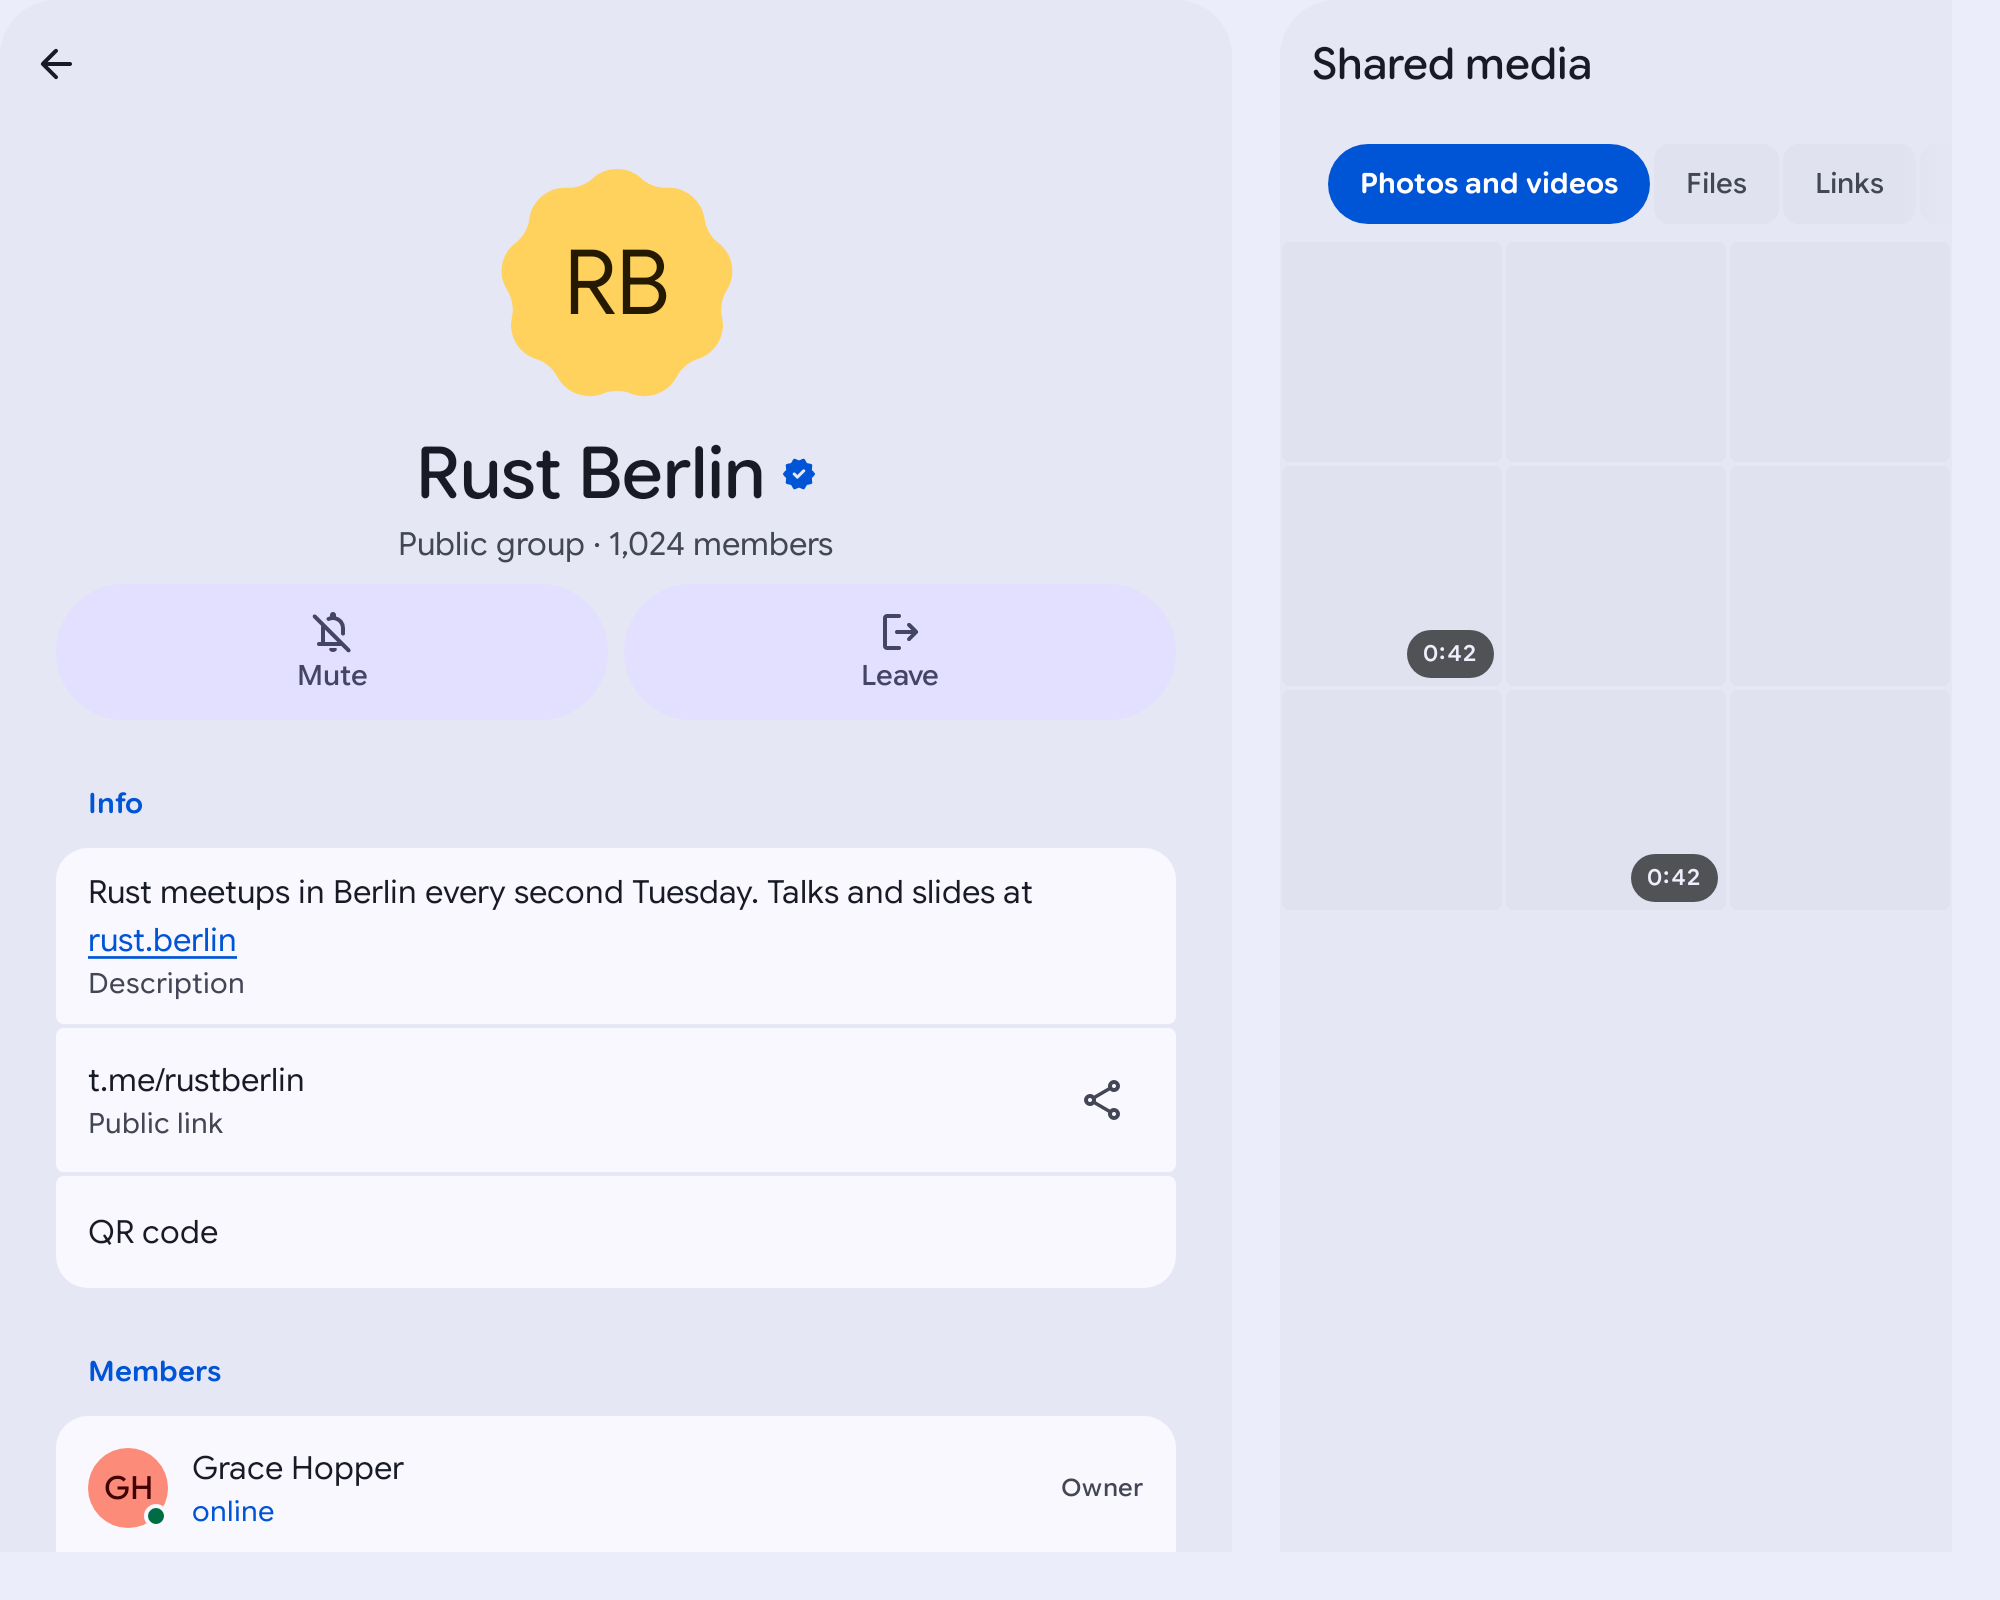 RB
Rust Berlin
Public group · 1,024 members
Mute
Leave
Info
Rust meetups in Berlin every second Tuesday. Talks and slides at
rust.berlin
Description
t.me/rustberlin
Public link
QR code
Members
GH
Grace Hopper
online
Owner
Shared media
Photos and videos
Files
Links
0:42
0:42